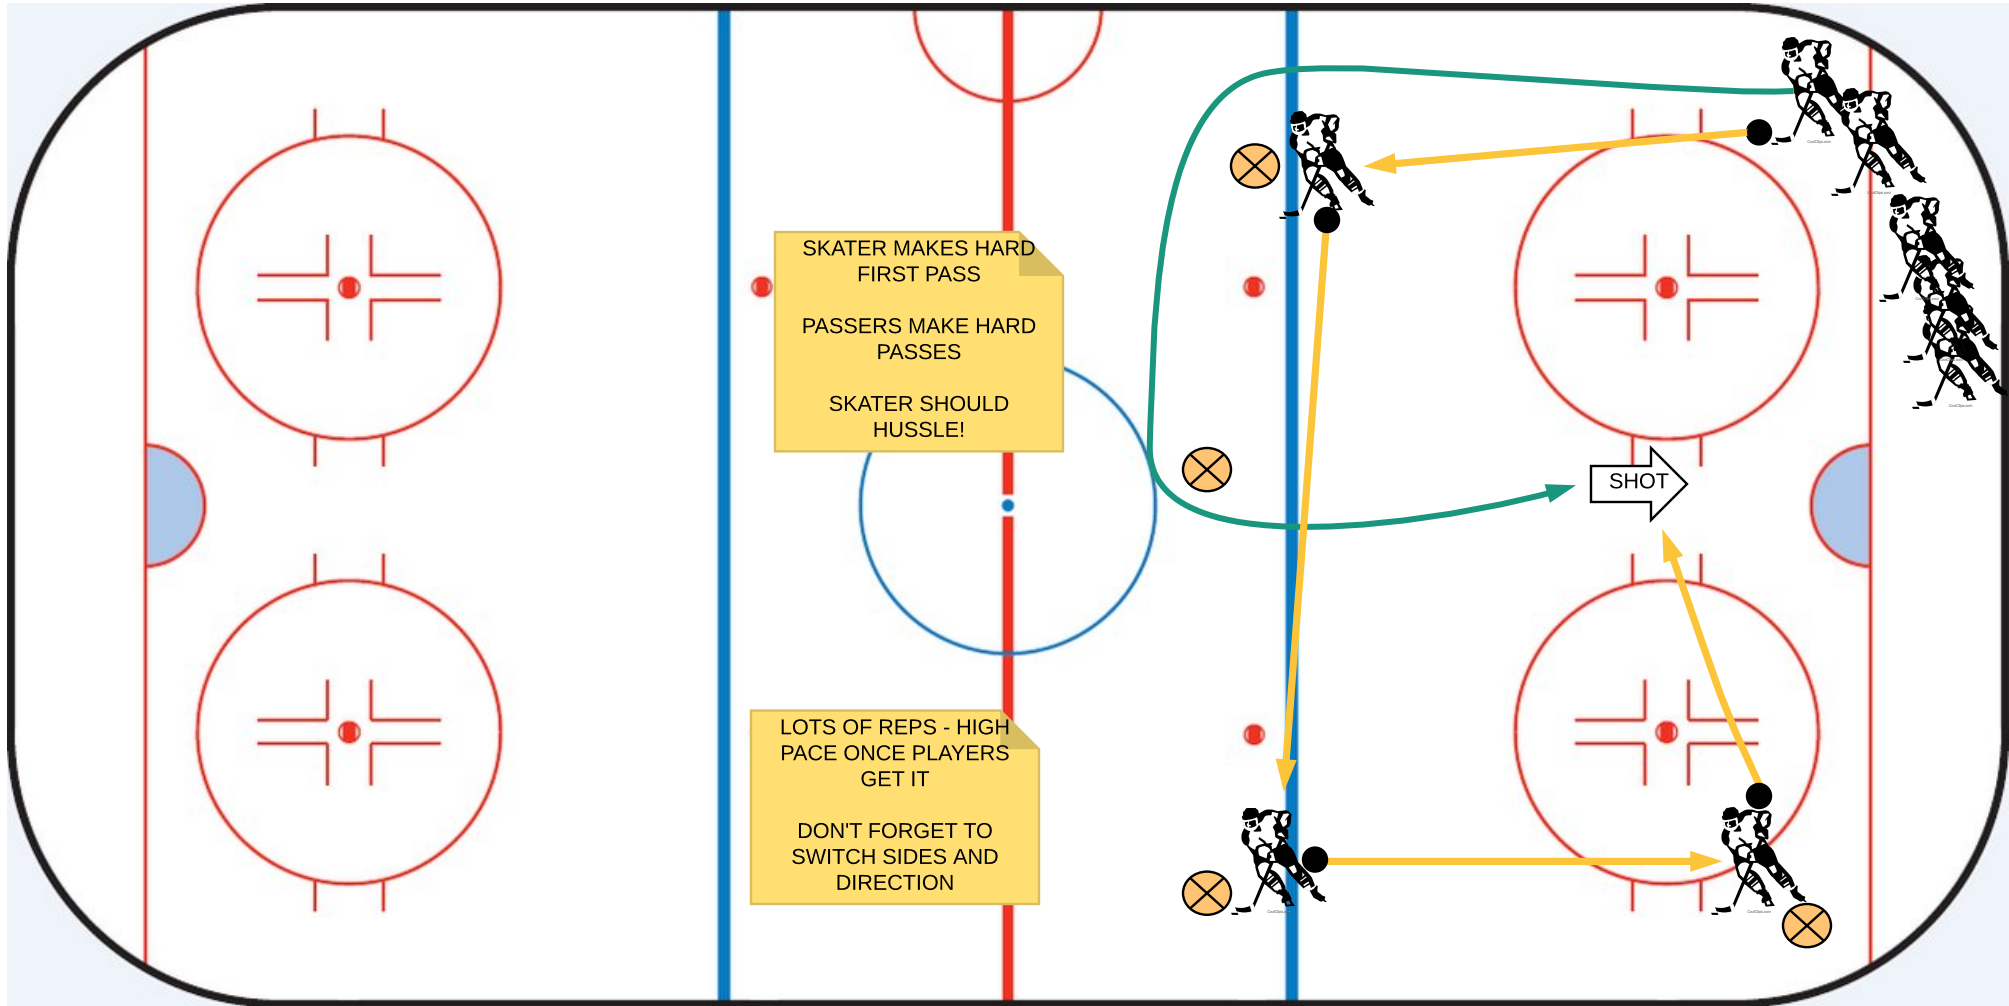 SKATER MAKES HARD
FIRST PASS
PASSERS MAKE HARD
PASSES
SKATER SHOULD
HUSSLE!
SHOT
LOTS OF REPS - HIGH
PACE ONCE PLAYERS
GET IT
DON'T FORGET TO
SWITCH SIDES AND
DIRECTION